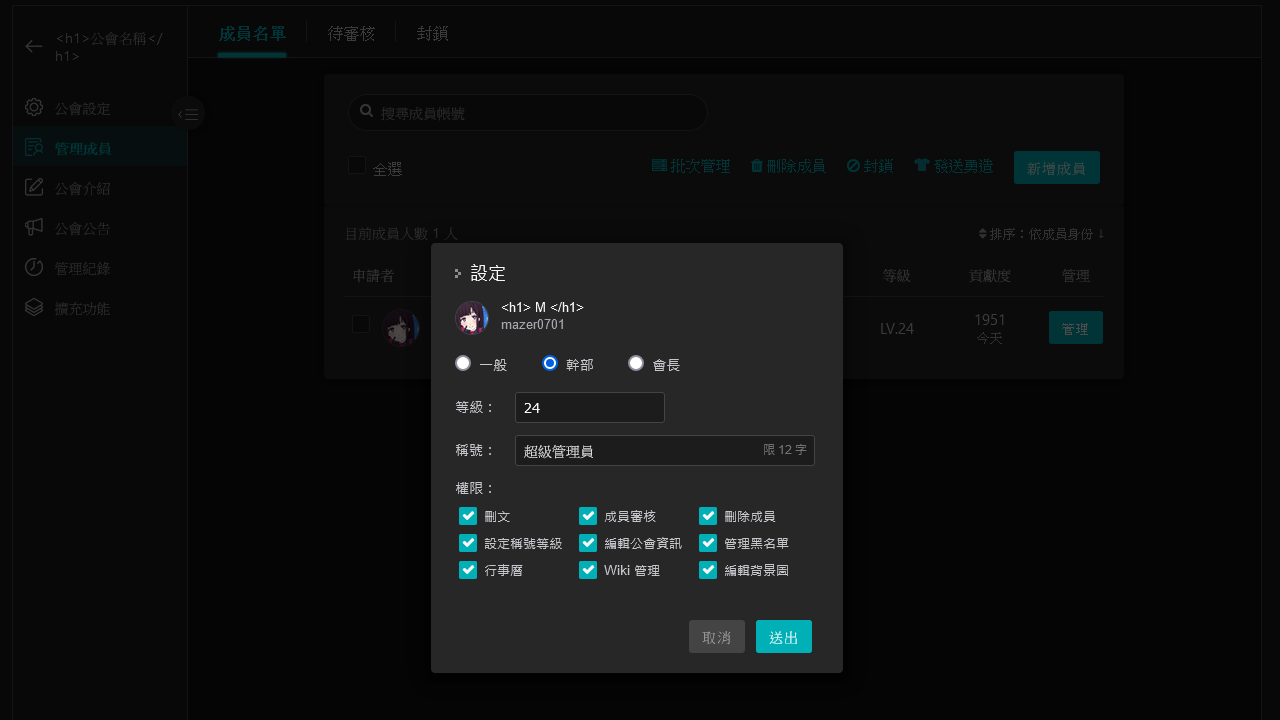 <h1>公會名稱</
h1>
公會設定
管理成員
公會介紹
公會公告
管理紀錄
擴充功能
成員名單 待審核 封鎖
搜尋成員帳號
全選 批次管理 刪除成員 封鎖 發送勇造 新增成員
目前成員人數 1 人 排序：依成員身份 ↓
申請者 等級 貢獻度 管理
LV.24 1951 管理
今天
設定
<h1> M </h1>
mazer0701
一般 幹部 會長
等級： 24
稱號： 超級管理員 限 12 字
權限：
刪文 成員審核 刪除成員
設定稱號等級 編輯公會資訊 管理黑名單
行事曆 Wiki 管理 編輯背景圖
取消 送出